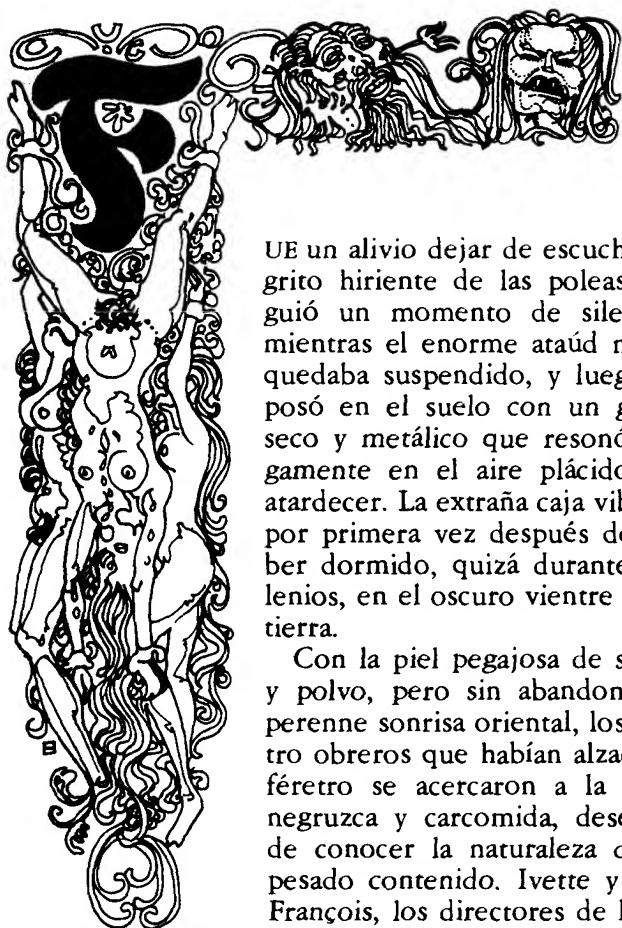 F
UE un alivio dejar de escuch
grito hiriente de las poleas
guió un momento de sile
mientras el enorme ataúd n
quedaba suspendido, y lueg
posó en el suelo con un g
seco y metálico que resonó
gamente en el aire plácido
atardecer. La extraña caja vib
por primera vez después de
ber dormido, quizá durante
lenios, en el oscuro vientre
tierra.
Con la piel pegajosa de s
y polvo, pero sin abandon
perenne sonrisa oriental, los
tro obreros que habían alza
féretro se acercaron a la
negruzca y carcomida, dese
de conocer la naturaleza d
pesado contenido. Ivette y
François, los directores de l